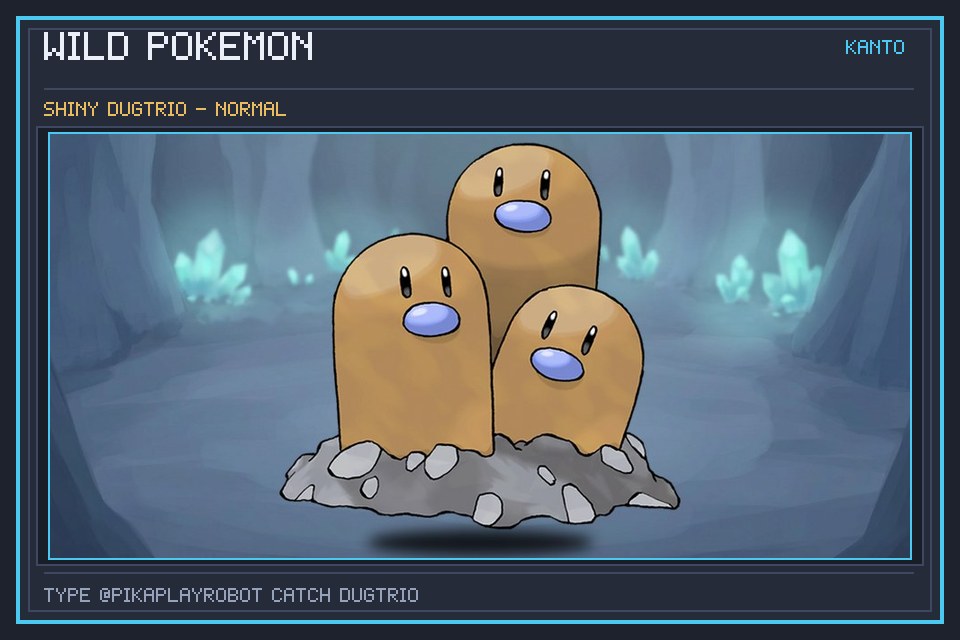 WILD POKEMON
KANTO
SHINY DUGTRIO - NORMAL
TYPE @PIKAPLAYROBOT CATCH DUGTRIO